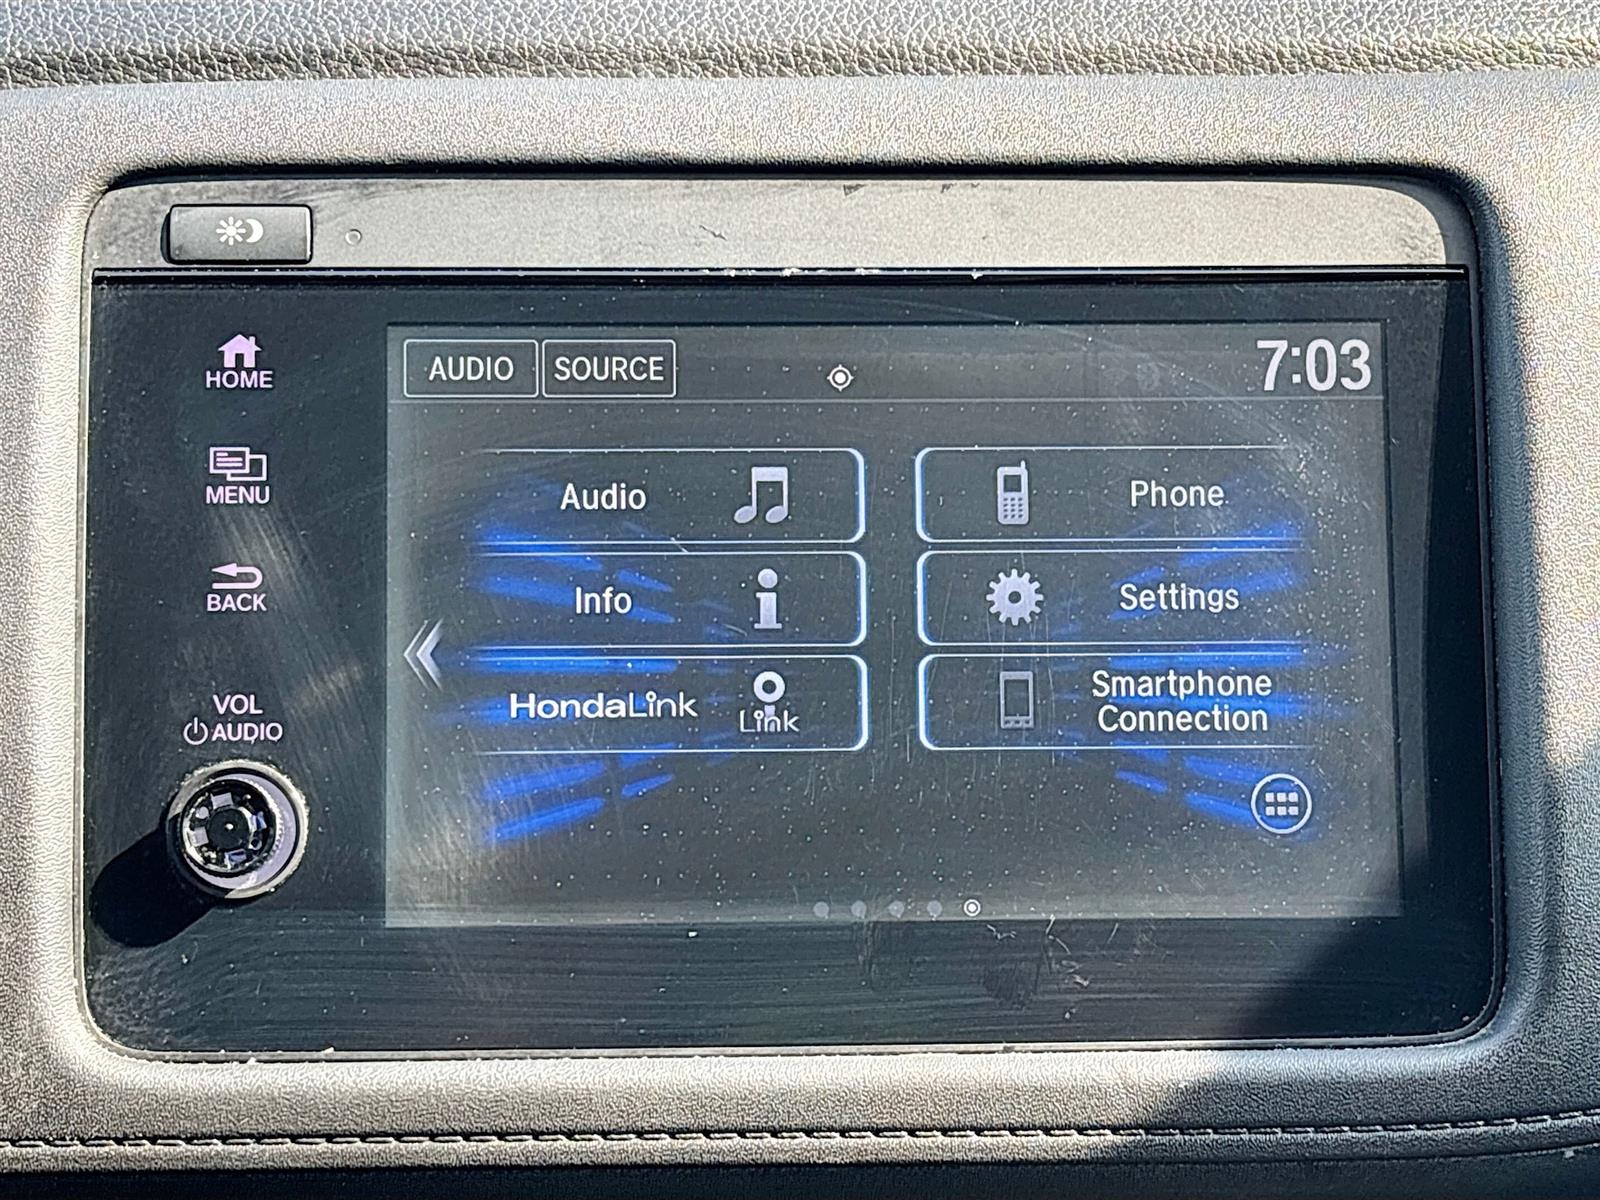 HOME
MENU
BACK
VOL
AUDIO
AUDIO SOURCE 7:03
Audio
Phone
Info
Settings
HondaLink
Link
Smartphone
Connection